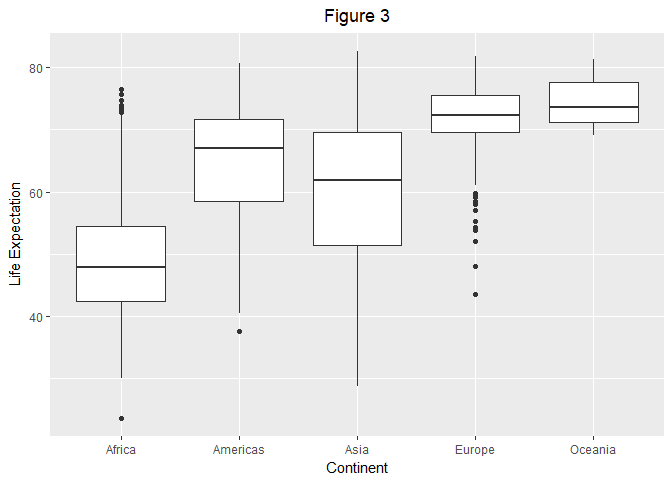 Figure 3
80
60
40
Life Expectation
Africa
Americas
Asia
Europe
Oceania
Continent